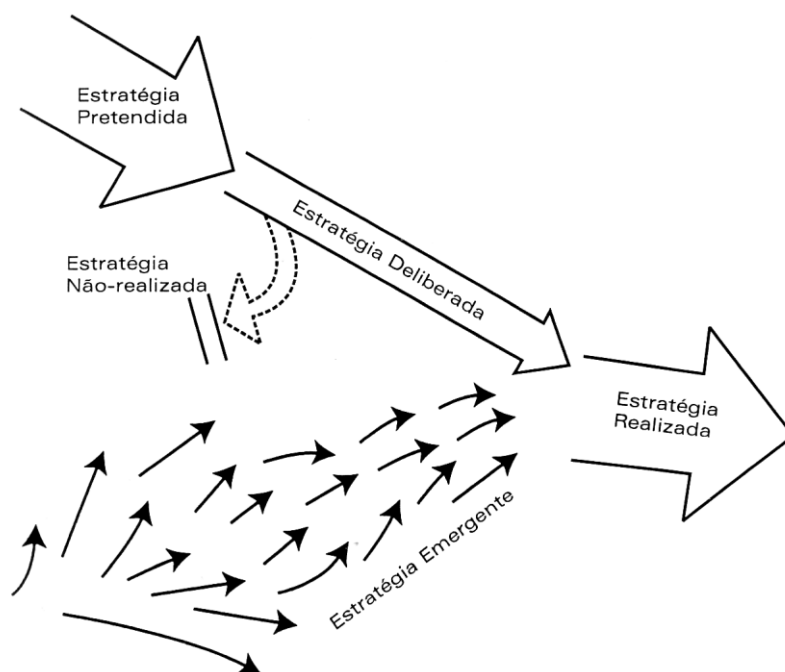 Estratégia
Pretendida
Estratégia Deliberada
Estratégia
Não-realizada
Estratégia
Realizada
Estratégia Emergente